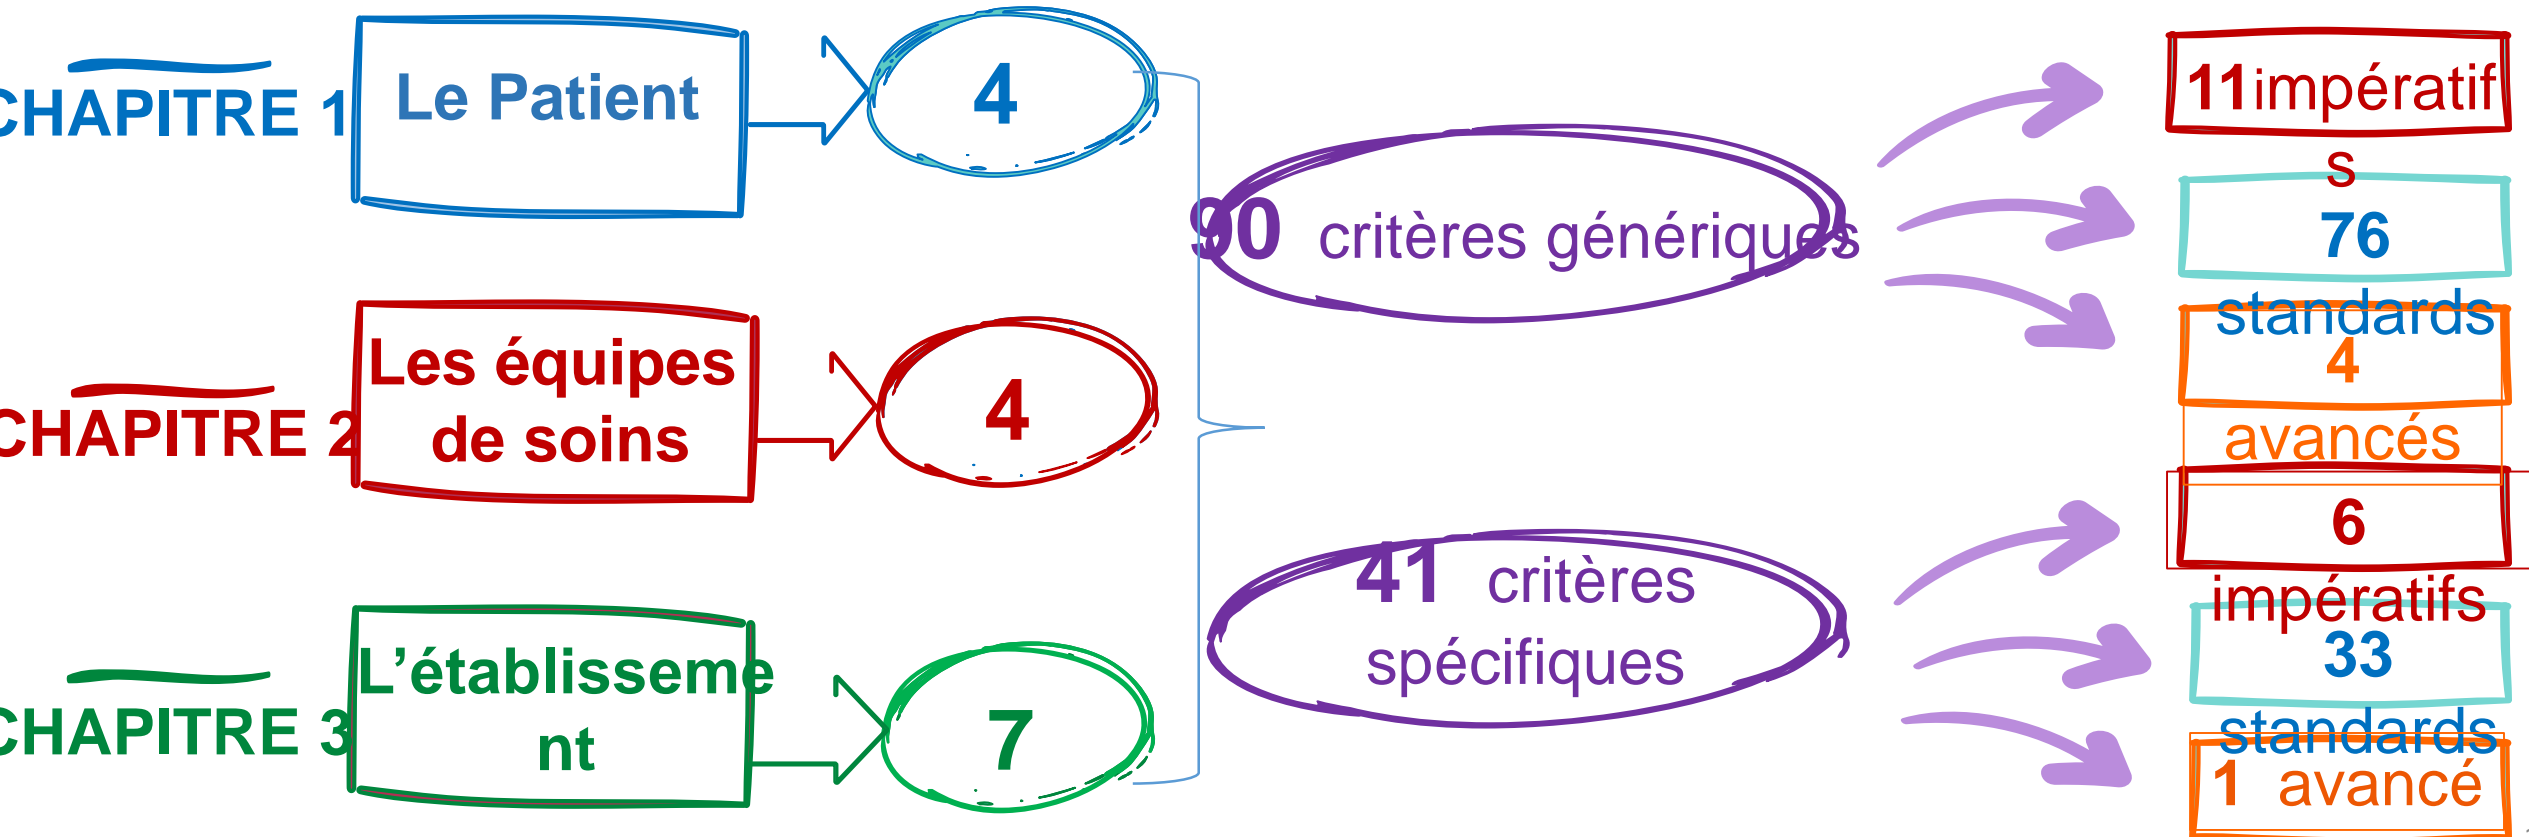 CHAPITRE 1
Le Patient
4
CHAPITRE 2
Les équipes
de soins
4
CHAPITRE 3
L’établisseme
nt
7
90 critères génériques
11impératif
s
76
standards
4
avancés
41 critères
spécifiques
6
impératifs
33
standards
1 avancé